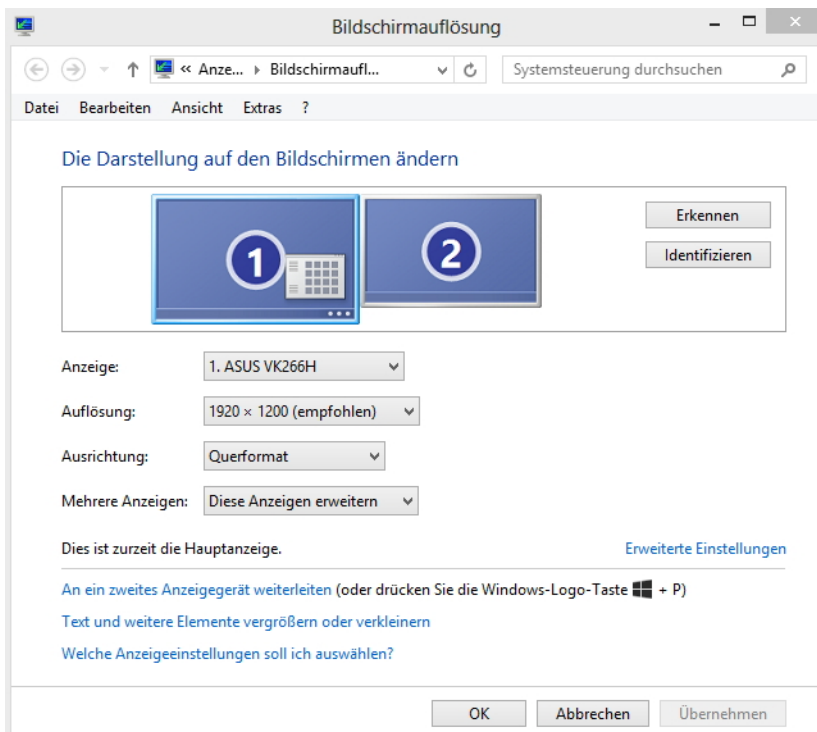 Bildschirmauflösung
« Anze... Bildschirmaufl... Systemsteuerung durchsuchen
Datei Bearbeiten Ansicht Extras ?
Die Darstellung auf den Bildschirmen ändern
1 2
Erkennen
Identifizieren
Anzeige: 1. ASUS VK266H
Auflösung: 1920 × 1200 (empfohlen)
Ausrichtung: Querformat
Mehrere Anzeigen: Diese Anzeigen erweitern
Dies ist zurzeit die Hauptanzeige. Erweiterte Einstellungen
An ein zweites Anzeigegerät weiterleiten (oder drücken Sie die Windows-Logo-Taste + P)
Text und weitere Elemente vergrößern oder verkleinern
Welche Anzeigeeinstellungen soll ich auswählen?
OK Abbrechen Übernehmen